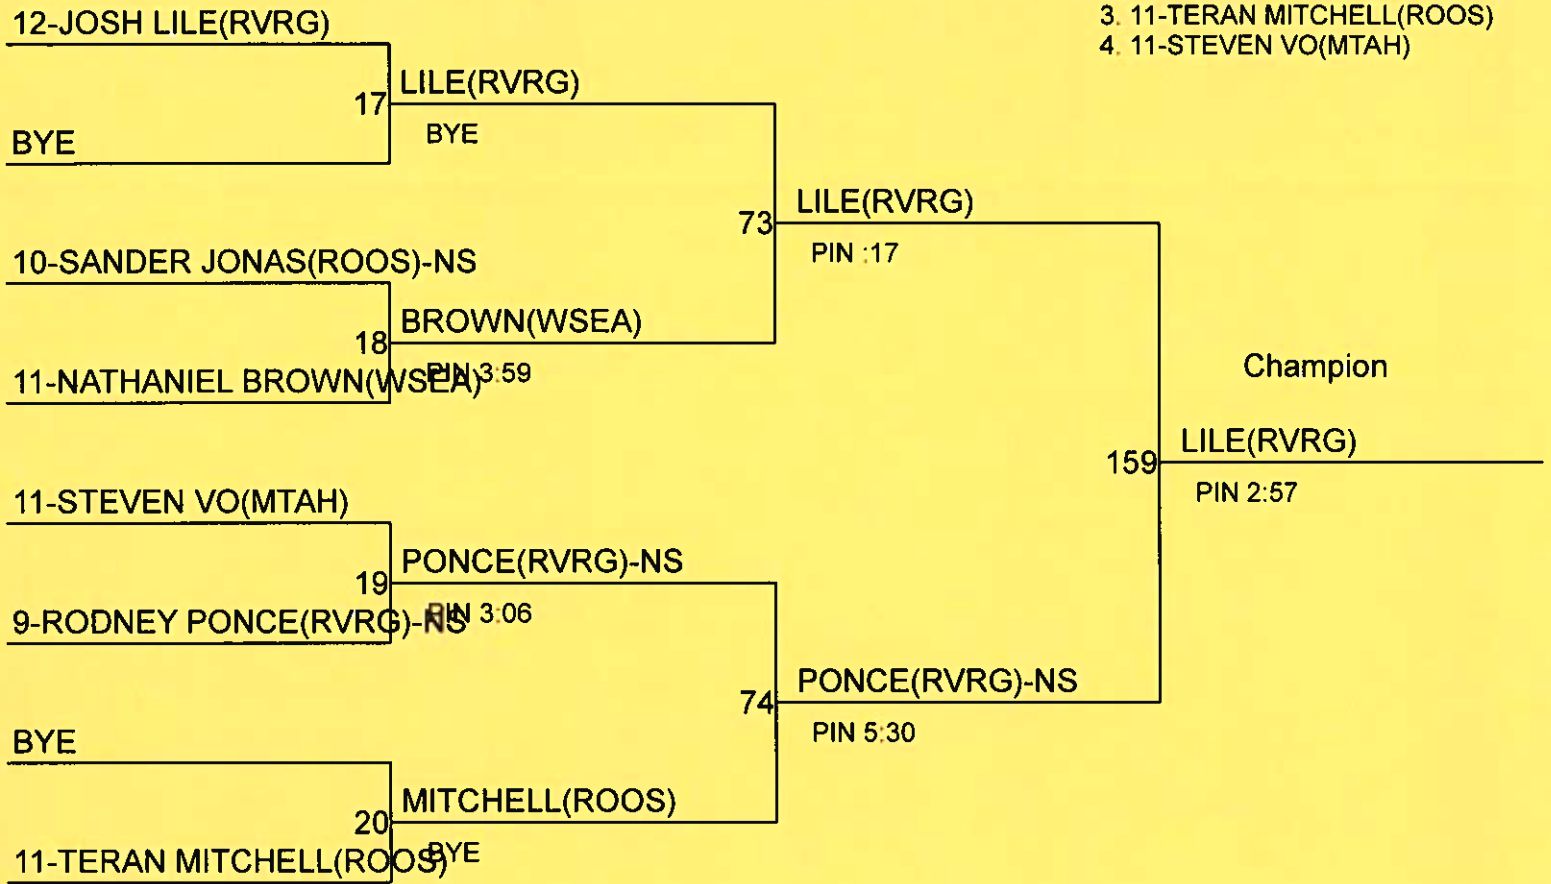 12-JOSH LILE(RVRG)
3. 11-TERAN MITCHELL(ROOS)
4. 11-STEVEN VO(MTAH)
17
LILE(RVRG)
BYE
BYE
73
LILE(RVRG)
PIN :17
10-SANDER JONAS(ROOS)-NS
18
BROWN(WSEA)
PIN 3:59
11-NATHANIEL BROWN(WSEA)
Champion
159
LILE(RVRG)
PIN 2:57
11-STEVEN VO(MTAH)
19
PONCE(RVRG)-NS
PIN 3:06
9-RODNEY PONCE(RVRG)-NS
74
PONCE(RVRG)-NS
PIN 5:30
BYE
20
MITCHELL(ROOS)
BYE
11-TERAN MITCHELL(ROOS)